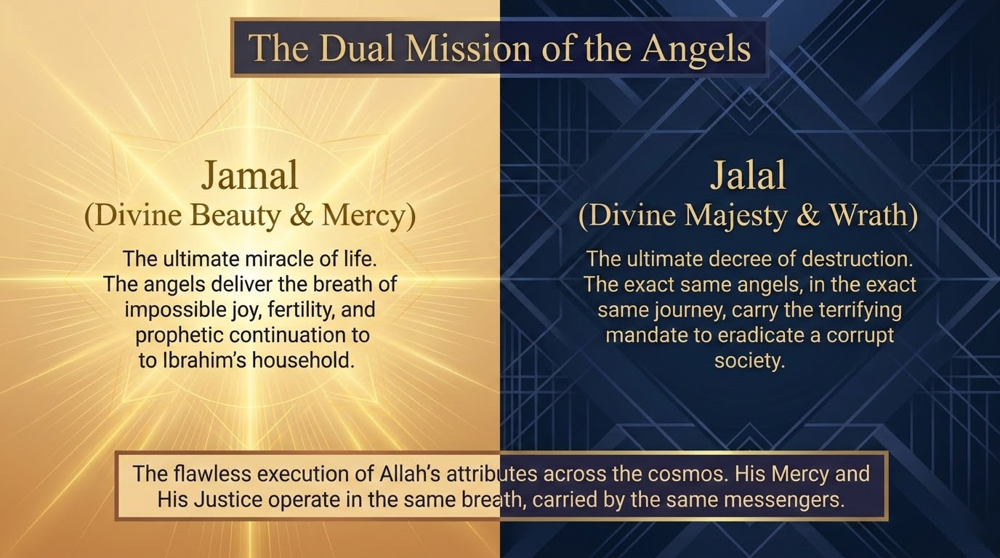 The Dual Mission of the Angels
Jamal
(Divine Beauty & Mercy)
The ultimate miracle of life.
The angels deliver the breath of
impossible joy, fertility, and
prophetic continuation to
to Ibrahim's household.
Jalal
(Divine Majesty & Wrath)
The ultimate decree of destruction.
The exact same angels, in the exact
same journey, carry the terrifying
mandate to eradicate a corrupt
society.
The flawless execution of Allah's attributes across the cosmos. His Mercy and
His Justice operate in the same breath, carried by the same messengers.